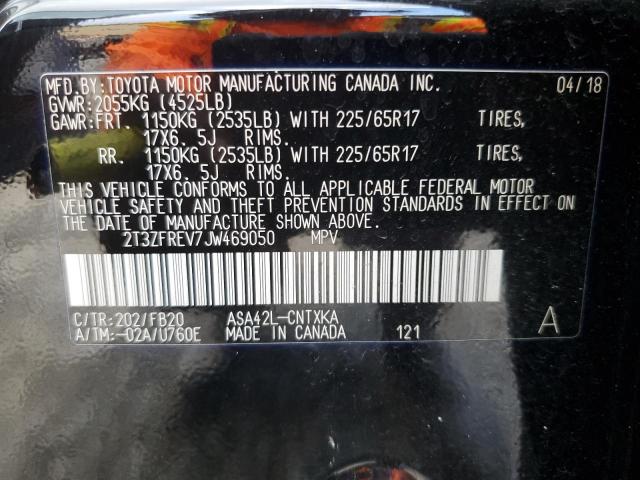 MFD.BY:TOYOTA MOTOR MANUFACTURING CANADA INC. 04/18
GVWR:2055KG (4525LB)
GAWR:FRT. 1150KG (2535LB) WITH 225/65R17 TIRES,
17X6. 5J RIMS.
RR. 1150KG (2535LB) WITH 225/65R17 TIRES,
17X6. 5J RIMS.
THIS VEHICLE CONFORMS TO ALL APPLICABLE FEDERAL MOTOR
VEHICLE SAFETY AND THEFT PREVENTION STANDARDS IN EFFECT ON
THE DATE OF MANUFACTURE SHOWN ABOVE.
2T3ZFREV7JW469050 MPV
C/TR:202/FB20 ASA42L-CNTXKA A
A/TM:-02A/U760E MADE IN CANADA 121